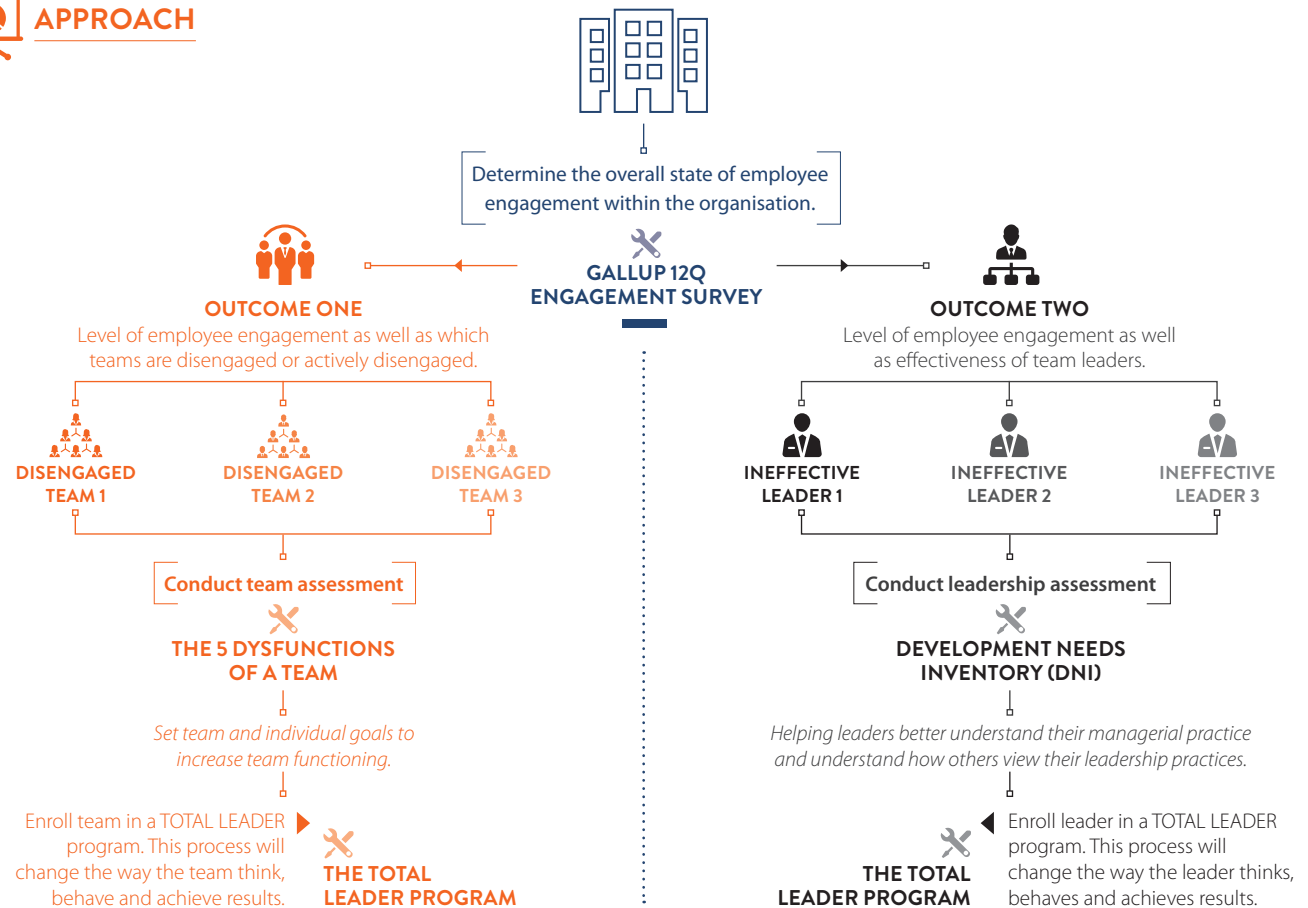 APPROACH
Determine the overall state of employee
engagement within the organisation.
GALLUP 12Q
ENGAGEMENT SURVEY
OUTCOME ONE
Level of employee engagement as well as which
teams are disengaged or actively disengaged.
DISENGAGED
TEAM 1
DISENGAGED
TEAM 2
DISENGAGED
TEAM 3
Conduct team assessment
THE 5 DYSFUNCTIONS
OF A TEAM
Set team and individual goals to
increase team functioning.
Enroll team in a TOTAL LEADER
program. This process will
change the way the team think,
behave and achieve results.
THE TOTAL
LEADER PROGRAM
OUTCOME TWO
Level of employee engagement as well
as effectiveness of team leaders.
INEFFECTIVE
LEADER 1
INEFFECTIVE
LEADER 2
INEFFECTIVE
LEADER 3
Conduct leadership assessment
DEVELOPMENT NEEDS
INVENTORY (DNI)
Helping leaders better understand their managerial practice
and understand how others view their leadership practices.
THE TOTAL
LEADER PROGRAM
Enroll leader in a TOTAL LEADER
program. This process will
change the way the leader thinks,
behaves and achieves results.